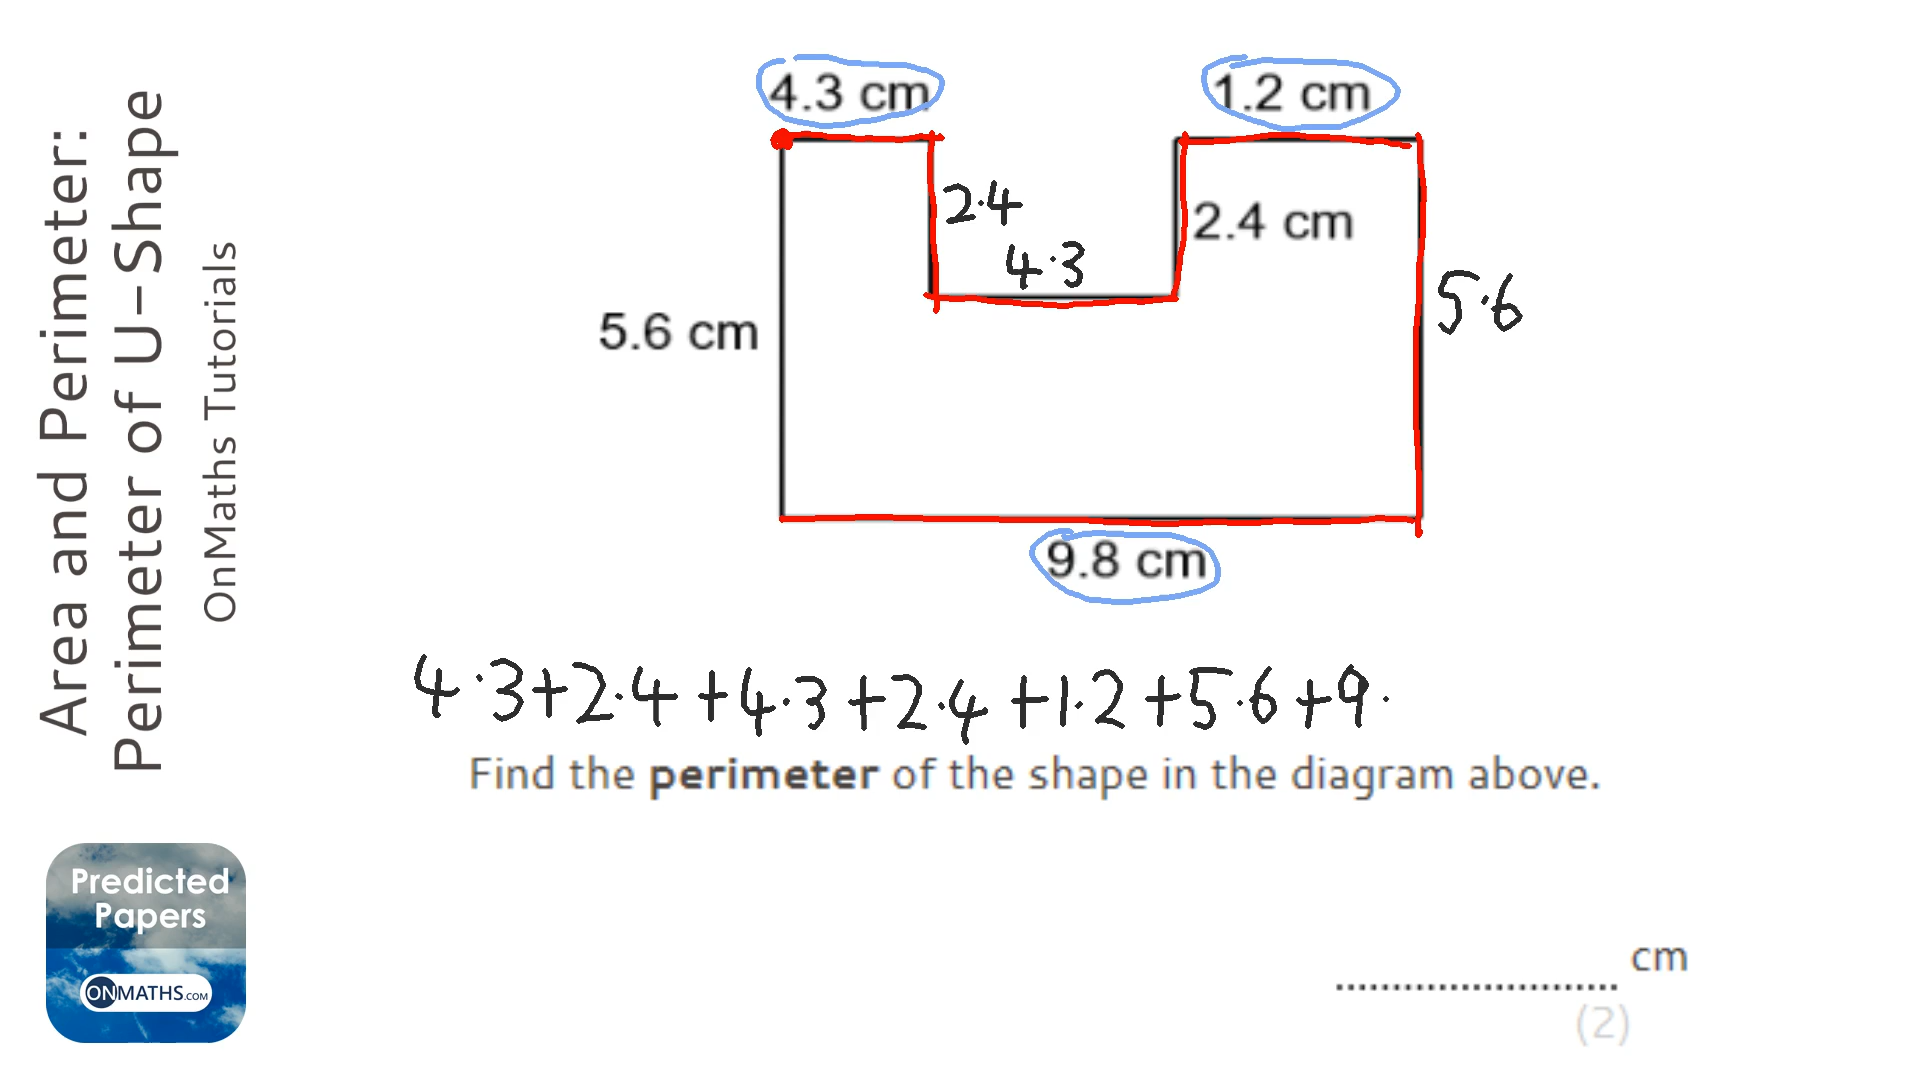 Area and Perimeter:
Perimeter of U-Shape
OnMaths Tutorials
4.3 cm
1.2 cm
2.4
2.4 cm
4.3
5.6
5.6 cm
9.8 cm
4.3+2.4+4.3+2.4+1.2+5.6+9.
Find the perimeter of the shape in the diagram above.
Predicted
Papers
ONMATHS.COM
........................ cm
(2)